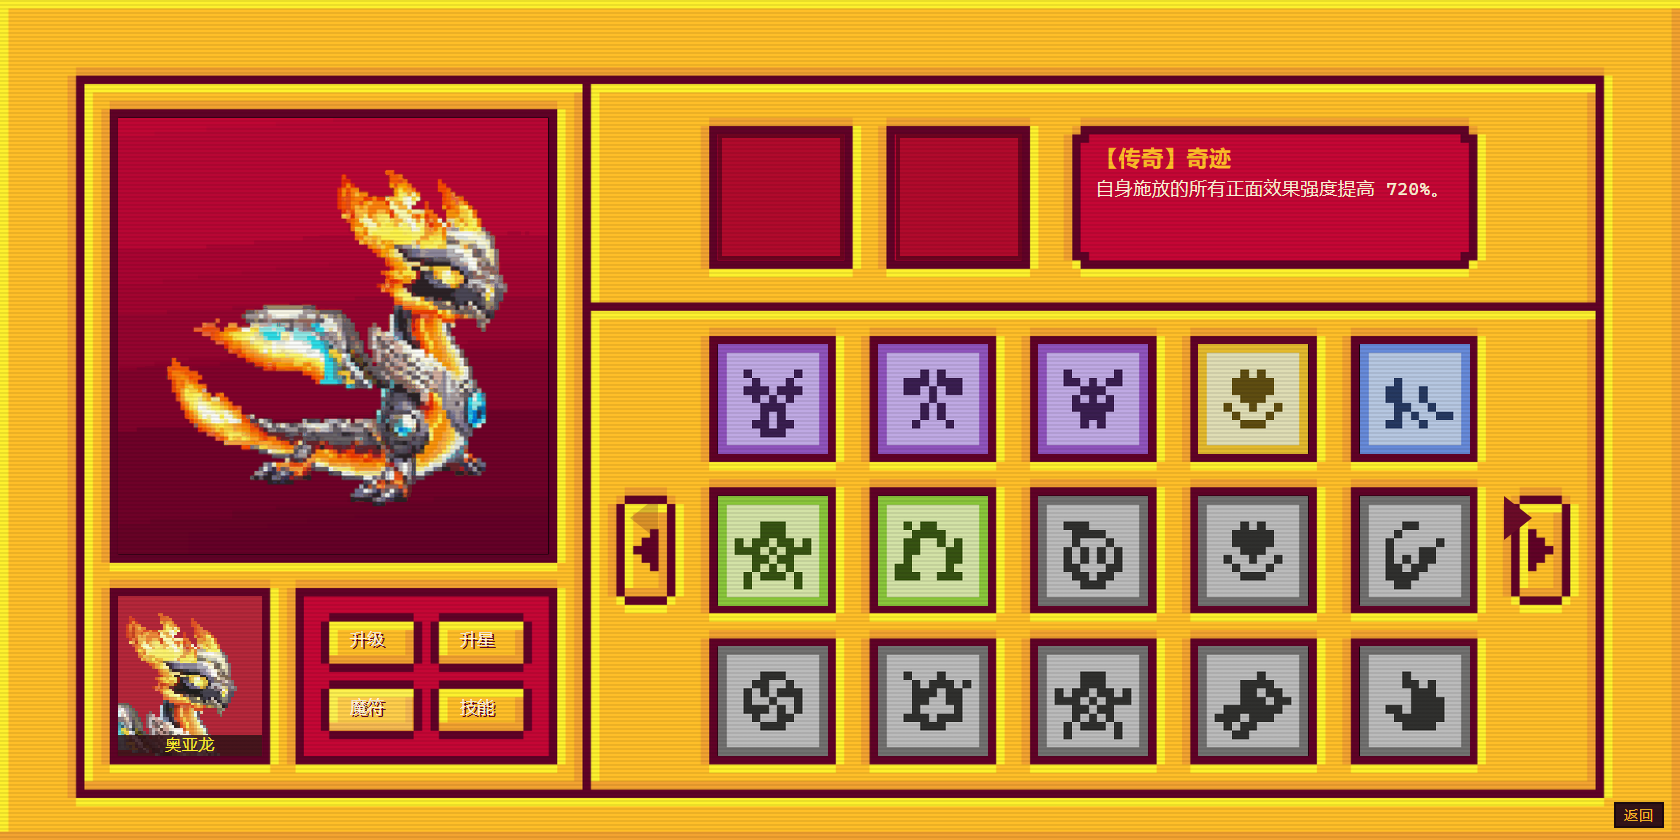 【传奇】奇迹
自身施放的所有正面效果强度提高 720%。
升级
升星
魔符
技能
奥亚龙
返回